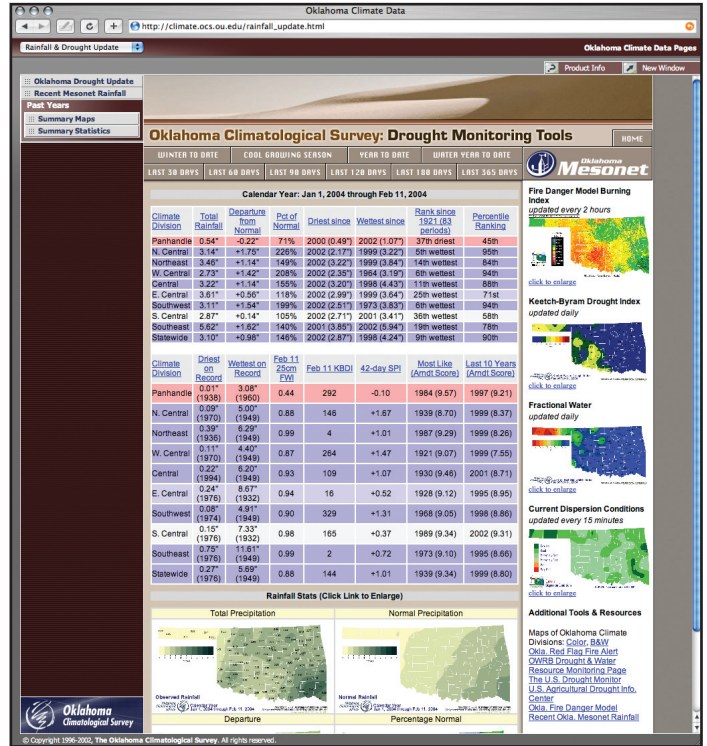 Oklahoma Climate Data
http://climate.ocs.ou.edu/rainfall_update.html
Rainfall & Drought Update
Oklahoma Climate Data Pages
Product Info New Window
Oklahoma Drought Update
Recent Mesonet Rainfall
Past Years
Summary Maps
Summary Statistics
Oklahoma Climatological Survey: Drought Monitoring Tools
HOME
WINTER TO DATE COOL GROWING SEASON YEAR TO DATE WATER YEAR TO DATE
LAST 30 DAYS LAST 60 DAYS LAST 90 DAYS LAST 120 DAYS LAST 180 DAYS LAST 365 DAYS
Oklahoma
Mesonet
Calendar Year: Jan 1, 2004 through Feb 11, 2004
Climate Division Total Rainfall Departure from Normal Pct of Normal Driest since Wettest since Rank since 1921 (83 periods) Percentile Ranking
Panhandle 0.54" -0.22" 71% 2000 (0.49") 2002 (1.07") 37th driest 45th
N. Central 3.14" +1.75" 226% 2002 (2.17") 1999 (3.22") 5th wettest 95th
Northeast 3.46" +1.14" 149% 2002 (3.22") 1999 (3.84") 14th wettest 84th
W. Central 2.73" +1.42" 208% 2002 (2.35") 1964 (3.19") 6th wettest 94th
Central 3.22" +1.14" 155% 2002 (3.20") 1998 (4.43") 11th wettest 88th
E. Central 3.61" +0.56" 118% 2002 (2.99") 1999 (3.64") 25th wettest 71st
Southwest 3.11" +1.54" 199% 2002 (2.51") 1973 (3.83") 6th wettest 94th
S. Central 2.87" +0.14" 105% 2002 (2.71") 2001 (3.41") 36th wettest 58th
Southeast 5.62" +1.62" 140% 2001 (3.85") 2002 (5.94") 19th wettest 78th
Statewide 3.10" +0.98" 146% 2002 (2.87") 1998 (4.24") 9th wettest 90th
Climate Division Driest on Record Wettest on Record Feb 11 25cm FWI Feb 11 KBDI 42-day SPI Most Like (Arndt Score) Last 10 Years (Arndt Score)
Panhandle 0.01" (1938) 3.08" (1960) 0.44 292 -0.10 1984 (9.57) 1997 (9.21)
N. Central 0.09" (1970) 5.00" (1949) 0.88 146 +1.67 1939 (8.70) 1999 (8.37)
Northeast 0.39" (1936) 6.29" (1949) 0.99 4 +1.01 1987 (9.29) 1999 (8.26)
W. Central 0.11" (1970) 4.40" (1949) 0.87 264 +1.47 1921 (9.07) 1999 (7.55)
Central 0.22" (1994) 6.20" (1949) 0.93 109 +1.07 1930 (9.46) 2001 (8.71)
E. Central 0.24" (1976) 8.67" (1932) 0.94 16 +0.52 1928 (9.12) 1995 (8.95)
Southwest 0.08" (1974) 4.91" (1949) 0.90 329 +1.31 1968 (9.05) 1998 (8.86)
S. Central 0.15" (1976) 7.33" (1932) 0.98 165 +0.37 1989 (9.34) 2002 (9.31)
Southeast 0.75" (1976) 11.61" (1949) 0.99 2 +0.72 1973 (9.10) 1995 (8.66)
Statewide 0.27" (1976) 5.69" (1949) 0.88 144 +1.01 1939 (9.34) 1999 (8.80)
Rainfall Stats (Click Link to Enlarge)
Total Precipitation Normal Precipitation
Observed Rainfall
Normal Rainfall
Departure Percentage Normal
Fire Danger Model Burning
Index
updated every 2 hours
click to enlarge
Keetch-Byram Drought Index
updated daily
click to enlarge
Fractional Water
updated daily
click to enlarge
Current Dispersion Conditions
updated every 15 minutes
click to enlarge
Additional Tools & Resources
Maps of Oklahoma Climate
Divisions: Color, B&W
Okla. Red Flag Fire Alert
OWRB Drought & Water
Resource Monitoring Page
The U.S. Drought Monitor
U.S. Agricultural Drought Info.
Center
Okla. Fire Danger Model
Recent Okla. Mesonet Rainfall
Oklahoma
Climatological Survey
© Copyright 1996-2002, The Oklahoma Climatological Survey. All rights reserved.